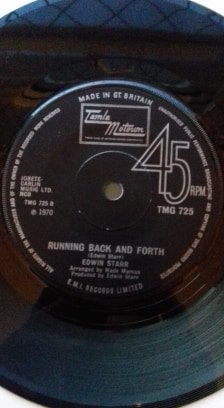 MADE IN GT. BRITAIN
Tamla
Motown
45
RPM
TMG 725
JOBETE-
CARLIN
MUSIC LTD.
NCB
TMG 725 B
℗ 1970
RUNNING BACK AND FORTH
(Edwin Starr)
EDWIN STARR
Arranged by Wade Marcus
Produced by Edwin Starr
E.M.I. RECORDS LIMITED